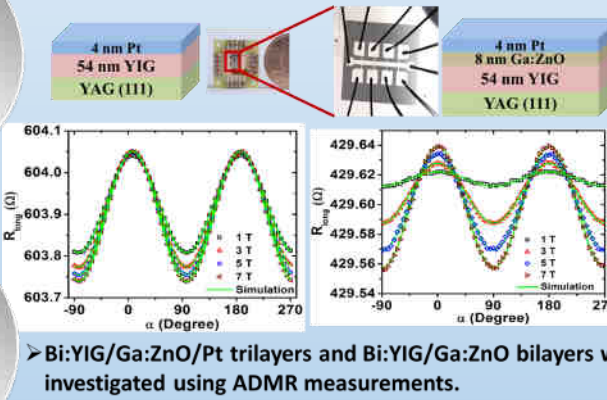 4 nm Pt
54 nm YIG
YAG (111)
4 nm Pt
8 nm Ga:ZnO
54 nm YIG
YAG (111)
604.1
604.0
603.9
603.8
603.7
R_long (Ω)
1 T
3 T
5 T
7 T
Simulation
-90 0 90 180 270
α (Degree)
429.64
429.62
429.60
429.58
429.56
429.54
R_long (Ω)
1 T
3 T
5 T
7 T
Simulation
-90 0 90 180 270
α (Degree)
➤Bi:YIG/Ga:ZnO/Pt trilayers and Bi:YIG/Ga:ZnO bilayers w
investigated using ADMR measurements.